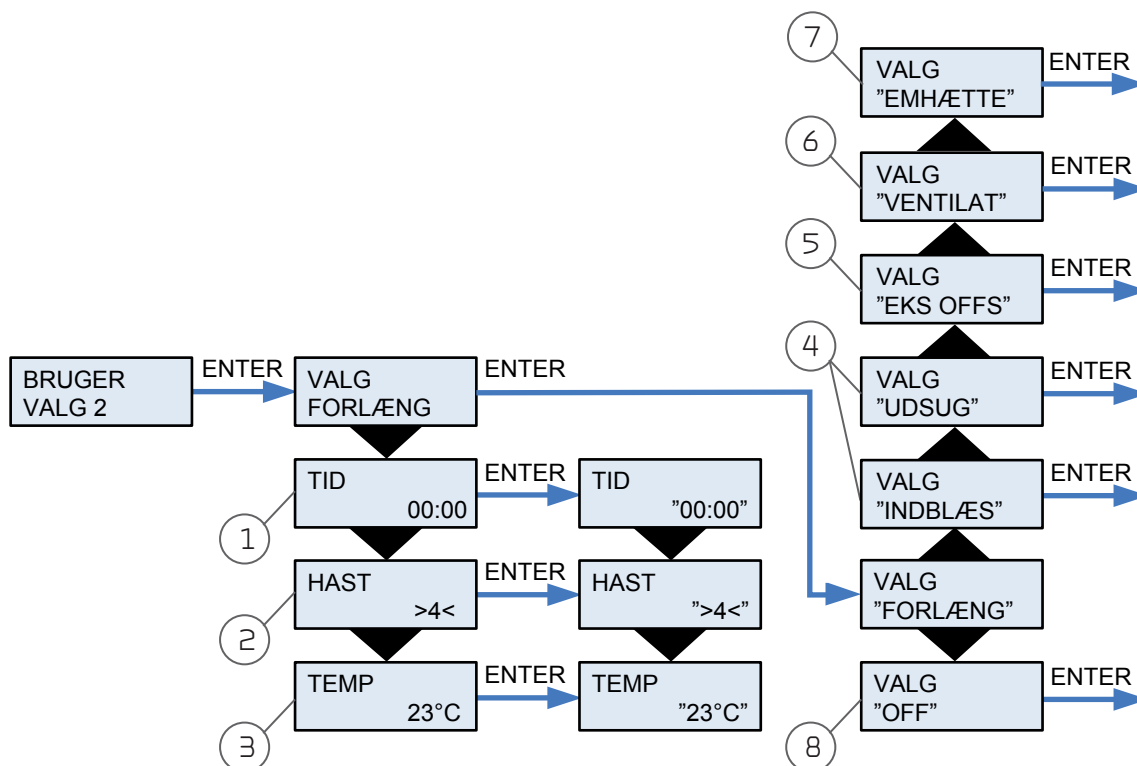 7
VALG
”EMHÆTTE”
ENTER
6
VALG
”VENTILAT”
ENTER
5
VALG
”EKS OFFS”
ENTER
4
VALG
”UDSUG”
ENTER
VALG
”INDBLÆS”
ENTER
BRUGER
VALG 2
ENTER
VALG
FORLÆNG
ENTER
1
TID
00:00
ENTER
TID
”00:00”
2
HAST
>4<
ENTER
HAST
”>4<”
VALG
”FORLÆNG”
3
TEMP
23°C
ENTER
TEMP
”23°C”
8
VALG
”OFF”
ENTER